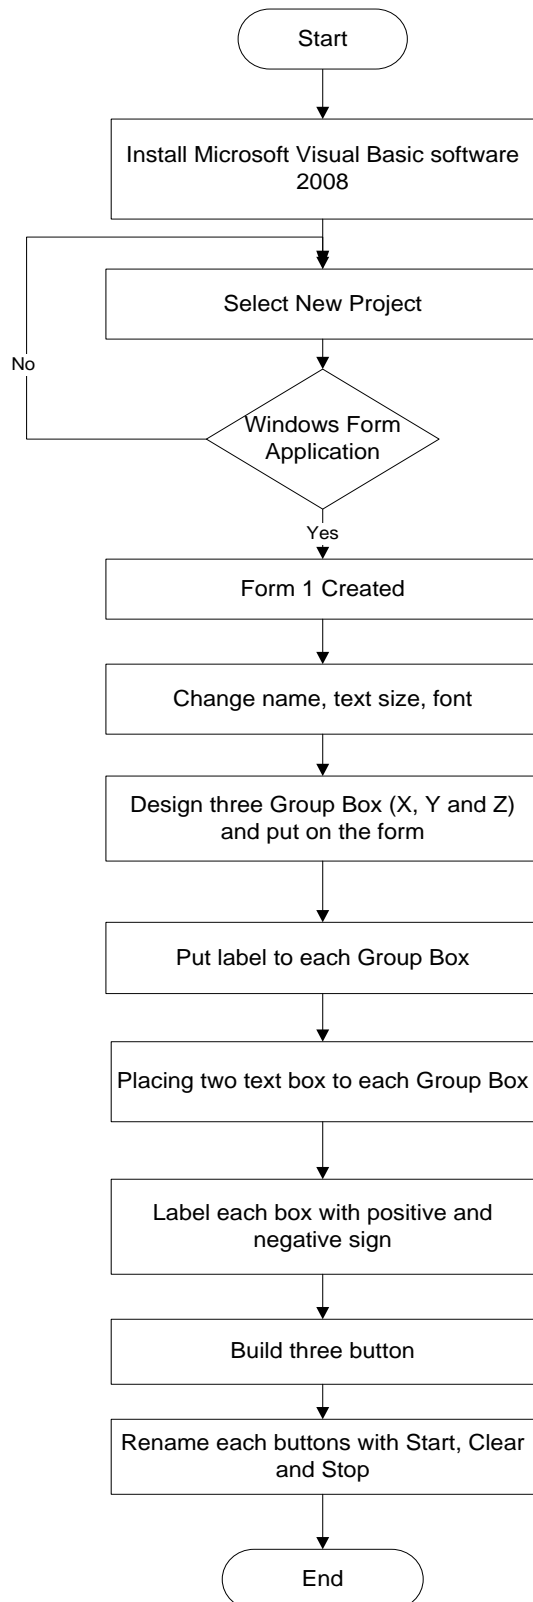 Start
Install Microsoft Visual Basic software
2008
Select New Project
No
Windows Form
Application
Yes
Form 1 Created
Change name, text size, font
Design three Group Box (X, Y and Z)
and put on the form
Put label to each Group Box
Placing two text box to each Group Box
Label each box with positive and
negative sign
Build three button
Rename each buttons with Start, Clear
and Stop
End